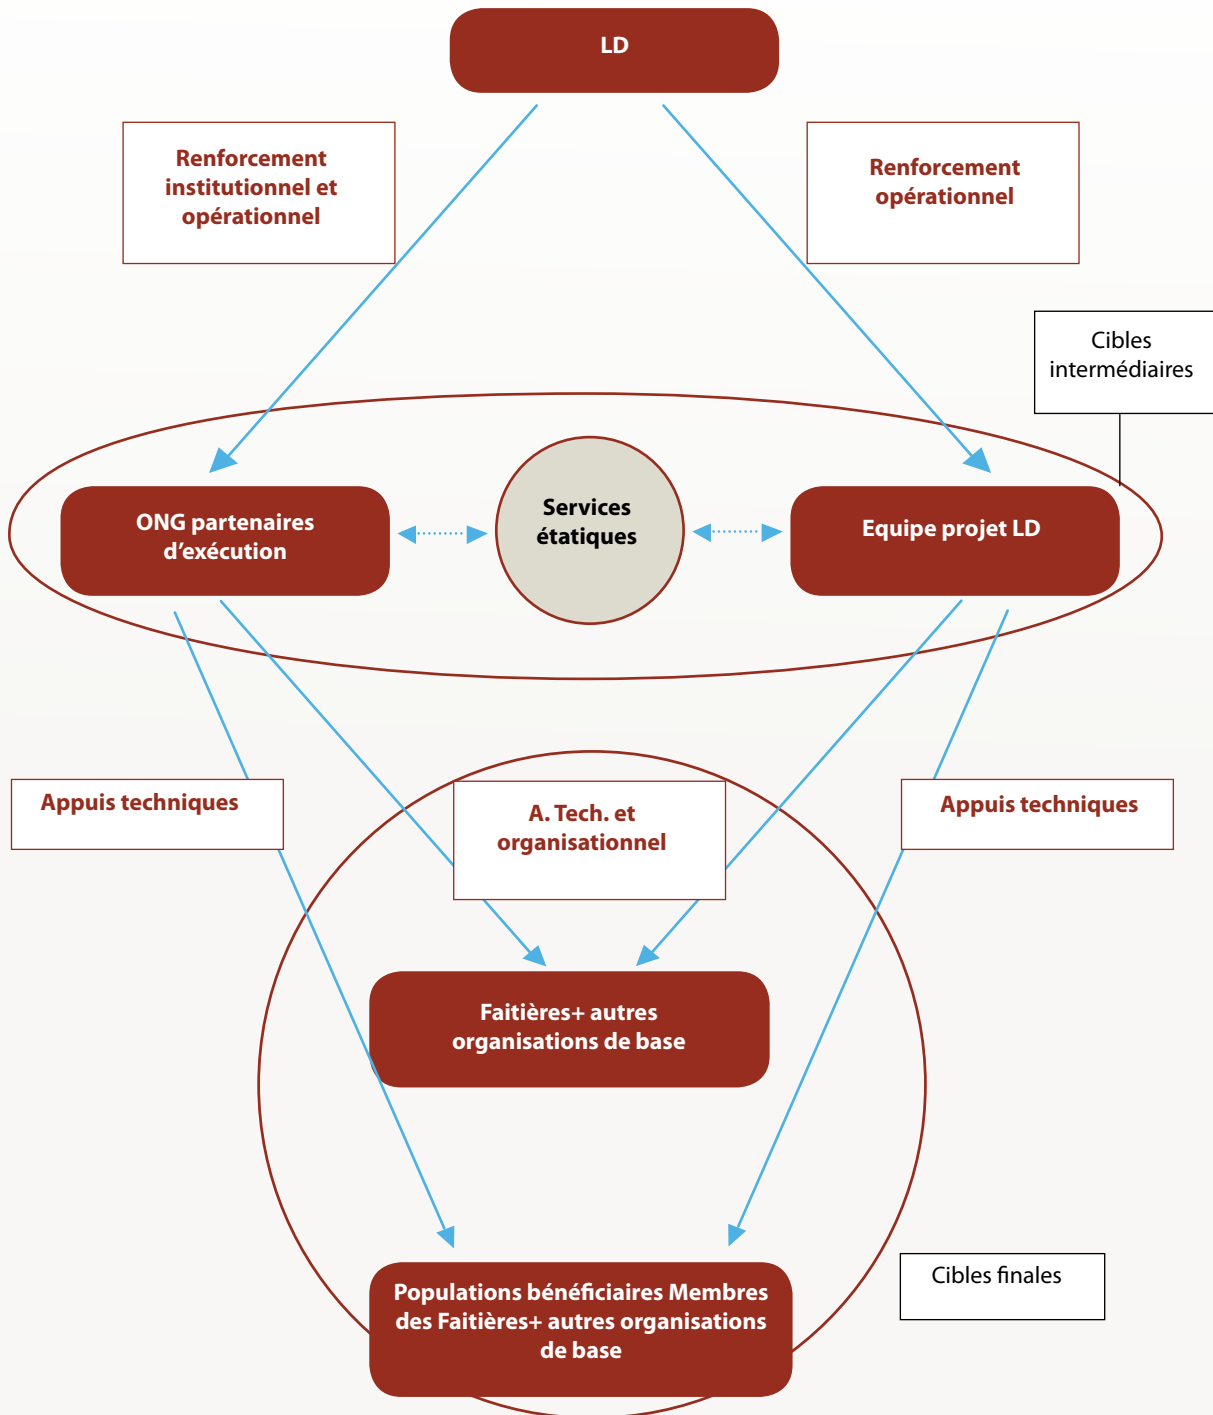 LD
Renforcement
institutionnel et
opérationnel
Renforcement
opérationnel
Cibles
intermédiaires
ONG partenaires
d’exécution
Services
étatiques
Equipe projet LD
Appuis techniques
A. Tech. et
organisationnel
Appuis techniques
Faitières+ autres
organisations de base
Cibles finales
Populations bénéficiaires Membres
des Faitières+ autres organisations
de base